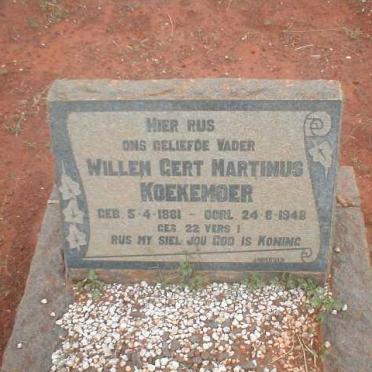 HIER RUS
ONS GELIEFDE VADER
WILLEM GERT MARTINUS
KOEKEMOER
GEB. 5-4-1881 - OORL. 24-8-1948
GES. 22 VERS 1
RUS MY SIEL JOU GOD IS KONING